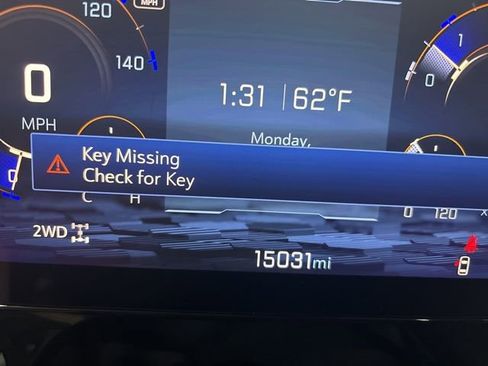 120
MPH
140
1
0
1:31 62°F
0
MPH
Monday,
Key Missing
Check for Key
0
C H
0 120
2WD
15031mi